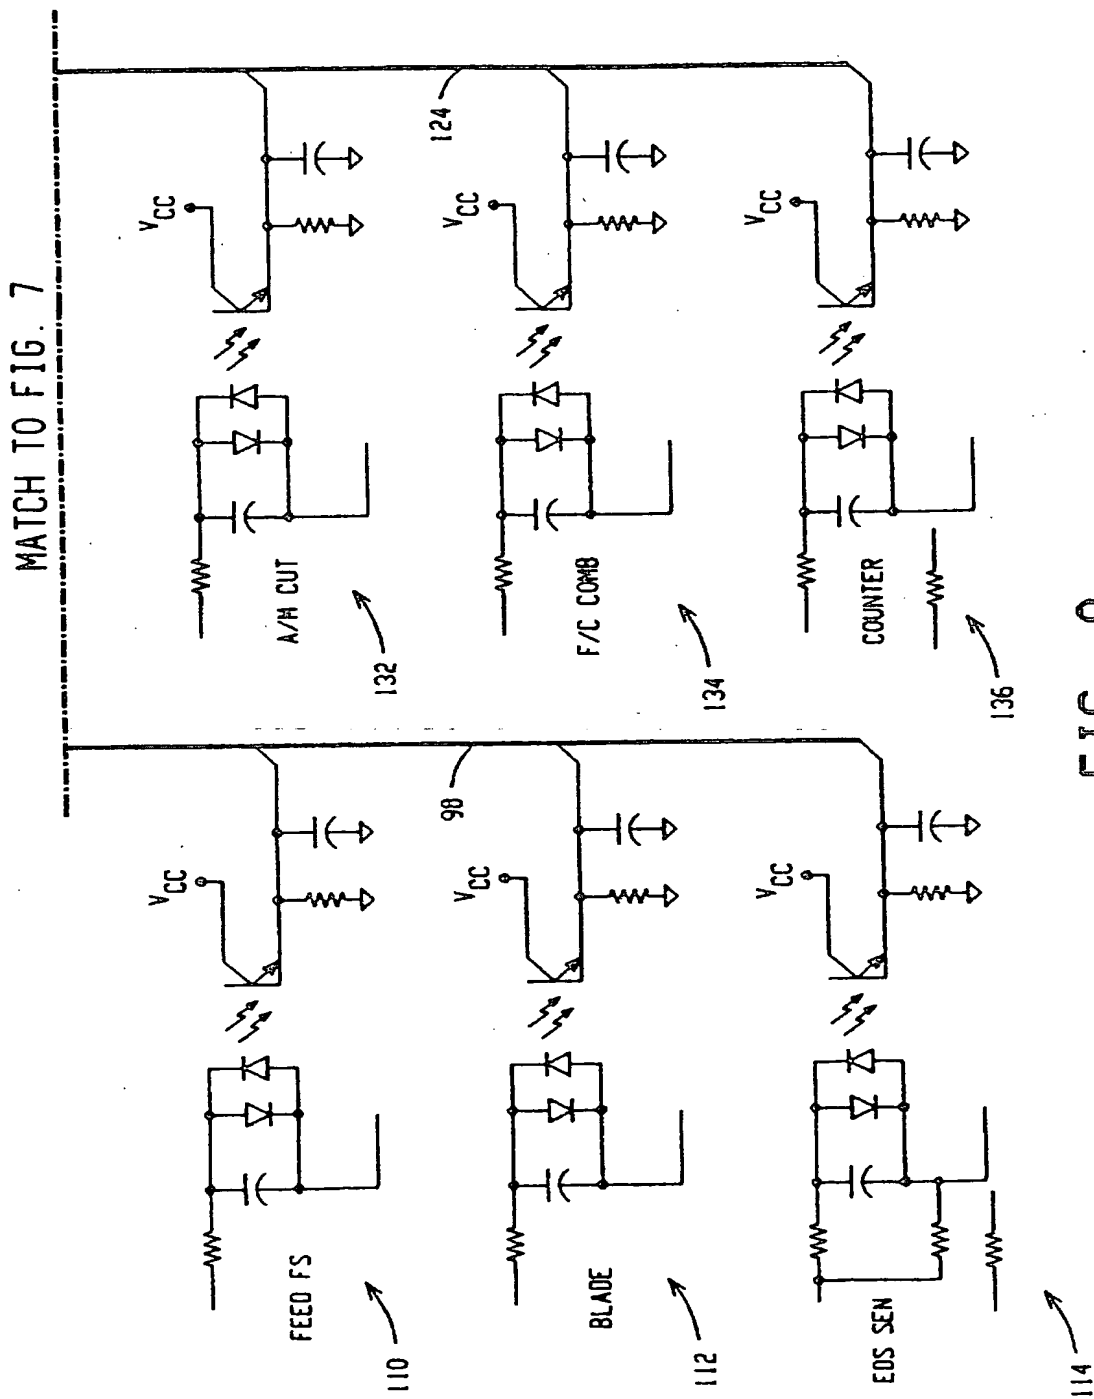 MATCH TO FIG. 7
VCC
VCC
VCC
124
A/M CUT
132
F/C COMB
134
COUNTER
136
VCC
VCC
VCC
98
FEED FS
110
BLADE
112
EDS SEN
114
FIG.